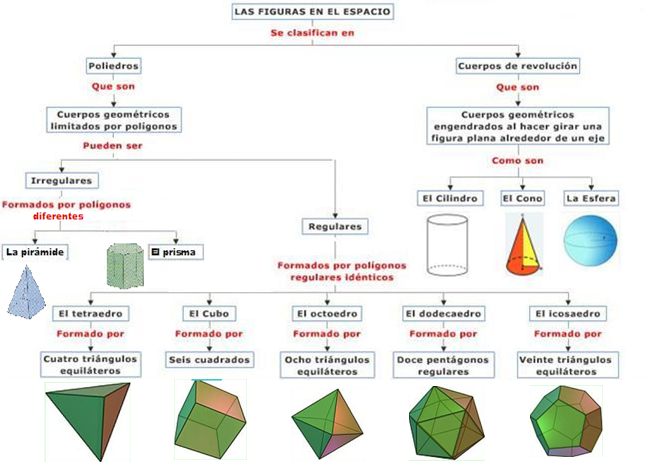 LAS FIGURAS EN EL ESPACIO
Se clasifican en
Poliedros
Cuerpos de revolución
Que son
Que son
Cuerpos geométricos
limitados por polígonos
Cuerpos geométricos
engendrados al hacer girar una
figura plana alrededor de un eje
Pueden ser
Como son
Irregulares
El Cilindro
El Cono
La Esfera
Formados por polígonos
diferentes
Regulares
La pirámide
El prisma
Formados por polígonos
regulares idénticos
El tetraedro
El Cubo
El octoedro
El dodecaedro
El icosaedro
Formado por
Formado por
Formado por
Formado por
Formado por
Cuatro triángulos
equiláteros
Seis cuadrados
Ocho triángulos
equiláteros
Doce pentágonos
regulares
Veinte triángulos
equiláteros